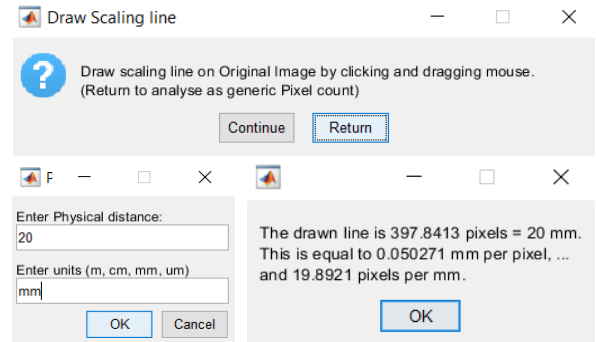 Draw Scaling line
Draw scaling line on Original Image by clicking and dragging mouse.
(Return to analyse as generic Pixel count)
Continue Return
Enter Physical distance:
20
Enter units (m, cm, mm, um)
mm
OK Cancel
The drawn line is 397.8413 pixels = 20 mm.
This is equal to 0.050271 mm per pixel, ...
and 19.8921 pixels per mm.
OK